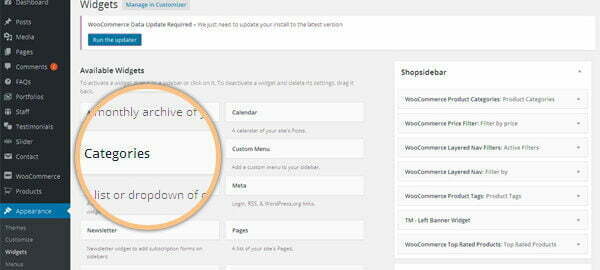 Dashboard
Posts
Media
Pages
Comments
FAQs
Portfolios
Staff
Testimonials
Slider
Contact
WooCommerce
Products
Appearance
Themes
Customize
Widgets
Menus
Widgets
Manage in Customizer
WooCommerce Data Update Required – We just need to update your install to the latest version
Run the updater
Available Widgets
To activate a widget
sidebar or click on it. To deactivate a widget and delete its settings, drag it
back.
monthly archive of
Categories
list or dropdown of
Calendar
A calendar of your site's Posts.
Custom Menu
Add a custom menu to your sidebar.
Meta
Login, RSS, & WordPress.org links.
Newsletter
Newsletter widget to add subscription forms on
sidebars
Pages
A list of your site's Pages.
Shopsidebar
WooCommerce Product Categories: Product Categories
WooCommerce Price Filter: Filter by price
WooCommerce Layered Nav Filters: Active Filters
WooCommerce Layered Nav: Filter by
WooCommerce Product Tags: Product Tags
TM - Left Banner Widget
WooCommerce Top Rated Products: Top Rated Products